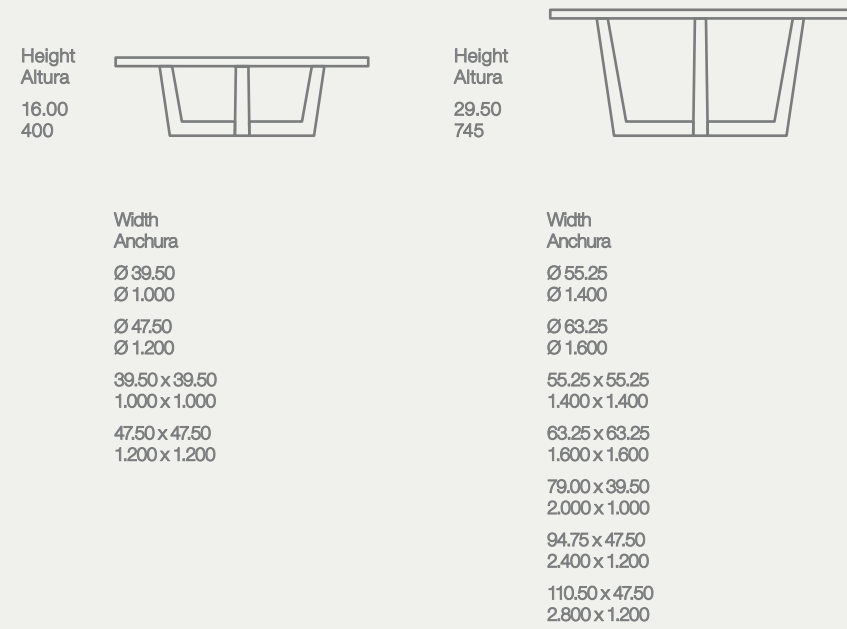 Height
Altura
16.00
400
Width
Anchura
Ø 39.50
Ø 1.000
Ø 47.50
Ø 1.200
39.50 x 39.50
1.000 x 1.000
47.50 x 47.50
1.200 x 1.200
Height
Altura
29.50
745
Width
Anchura
Ø 55.25
Ø 1.400
Ø 63.25
Ø 1.600
55.25 x 55.25
1.400 x 1.400
63.25 x 63.25
1.600 x 1.600
79.00 x 39.50
2.000 x 1.000
94.75 x 47.50
2.400 x 1.200
110.50 x 47.50
2.800 x 1.200